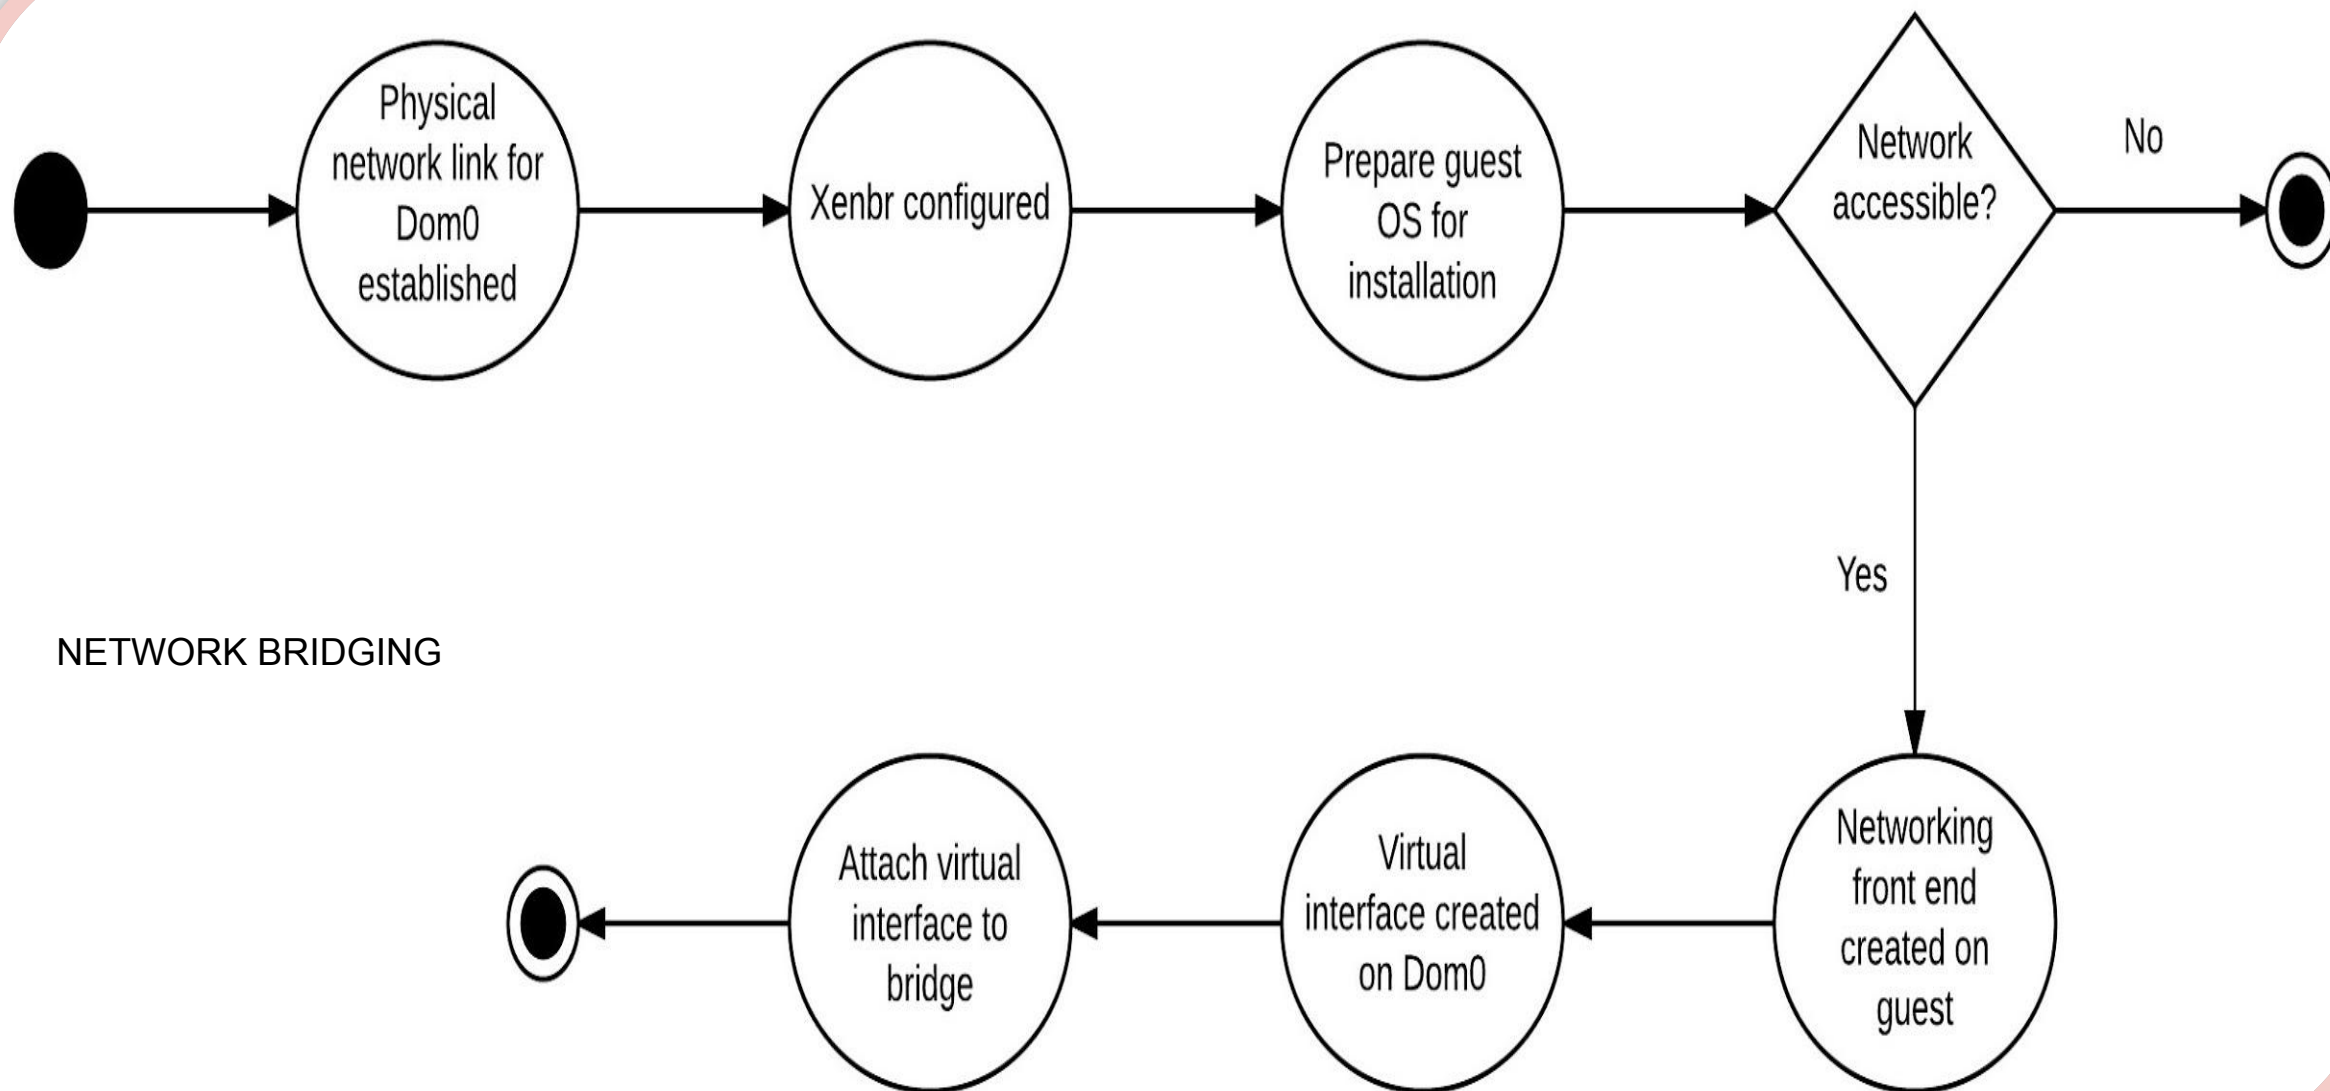 Physical
network link for
Dom0
established
Xenbr configured
Prepare guest
OS for
installation
Network
accessible?
No
Yes
NETWORK BRIDGING
Attach virtual
interface to
bridge
Virtual
interface created
on Dom0
Networking
front end
created on
guest